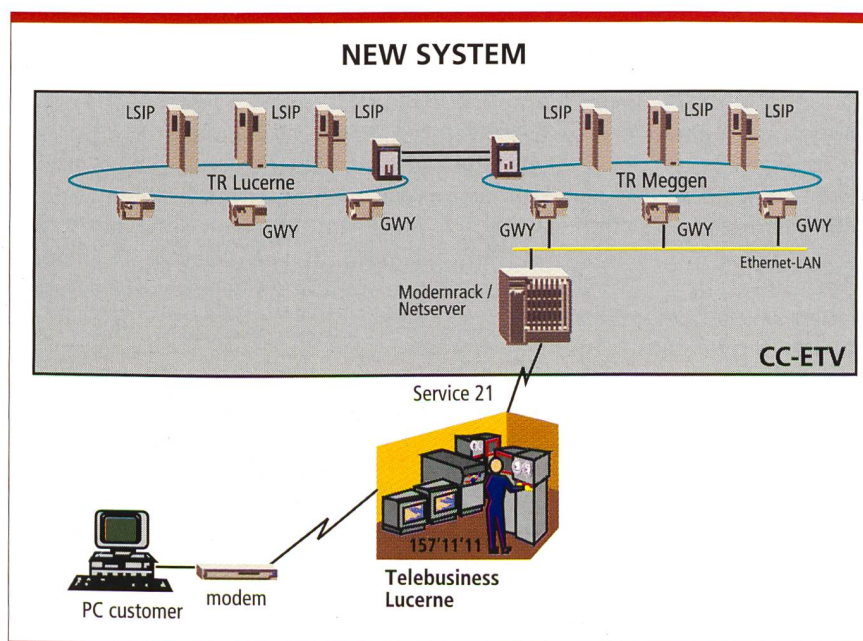 NEW SYSTEM
LSIP
LSIP
LSIP
LSIP
LSIP
LSIP
TR Lucerne
TR Meggen
GWY
GWY
GWY
GWY
GWY
Ethernet-LAN
Modernrack /
Netserver
CC-ETV
Service 21
157'11'11
Telebusiness
Lucerne
PC customer
modem